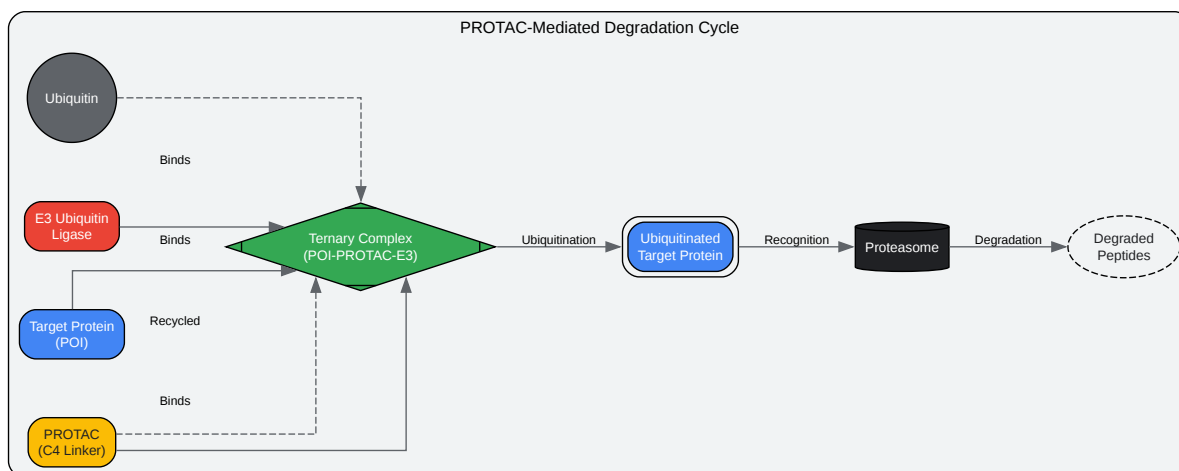 PROTAC-Mediated Degradation Cycle
Ubiquitin
Binds
E3 Ubiquitin
Ligase
Binds
Ternary Complex
(POI-PROTAC-E3)
Ubiquitination
Ubiquitinated
Target Protein
Recognition
Proteasome
Degradation
Degraded
Peptides
Recycled
Target Protein
(POI)
Binds
PROTAC
(C4 Linker)